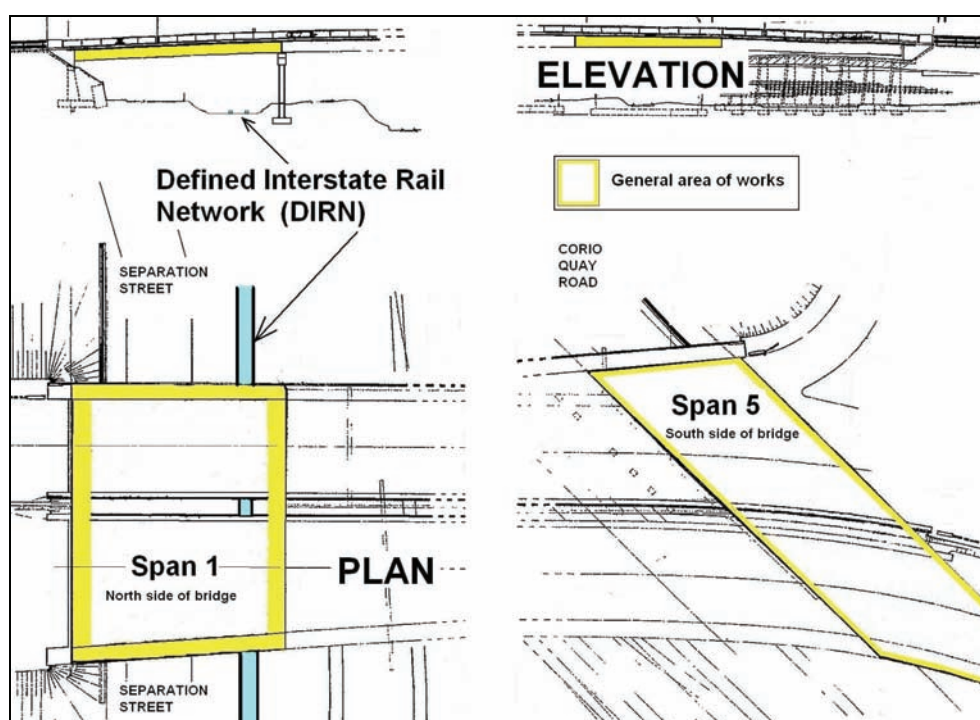 ELEVATION
Defined Interstate Rail
Network (DIRN)
General area of works
SEPARATION
STREET
CORIO
QUAY
ROAD
Span 5
South side of bridge
Span 1
North side of bridge
PLAN
SEPARATION
STREET